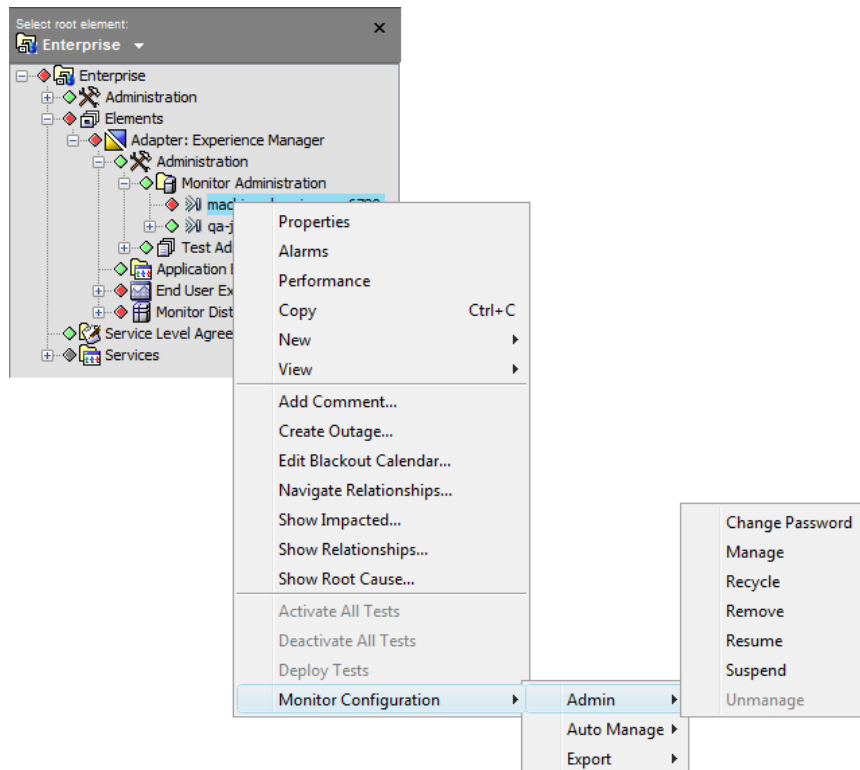 Select root element:
Enterprise
Enterprise
Administration
Elements
Adapter: Experience Manager
Administration
Monitor Administration
qa-j
Test Ad
Application
End User Ex
Monitor Dist
Service Level Agree
Services
Properties
Alarms
Performance
Copy Ctrl+C
New
View
Add Comment...
Create Outage...
Edit Blackout Calendar...
Navigate Relationships...
Show Impacted...
Show Relationships...
Show Root Cause...
Activate All Tests
Deactivate All Tests
Deploy Tests
Monitor Configuration
Admin
Auto Manage
Export
Change Password
Manage
Recycle
Remove
Resume
Suspend
Unmanage